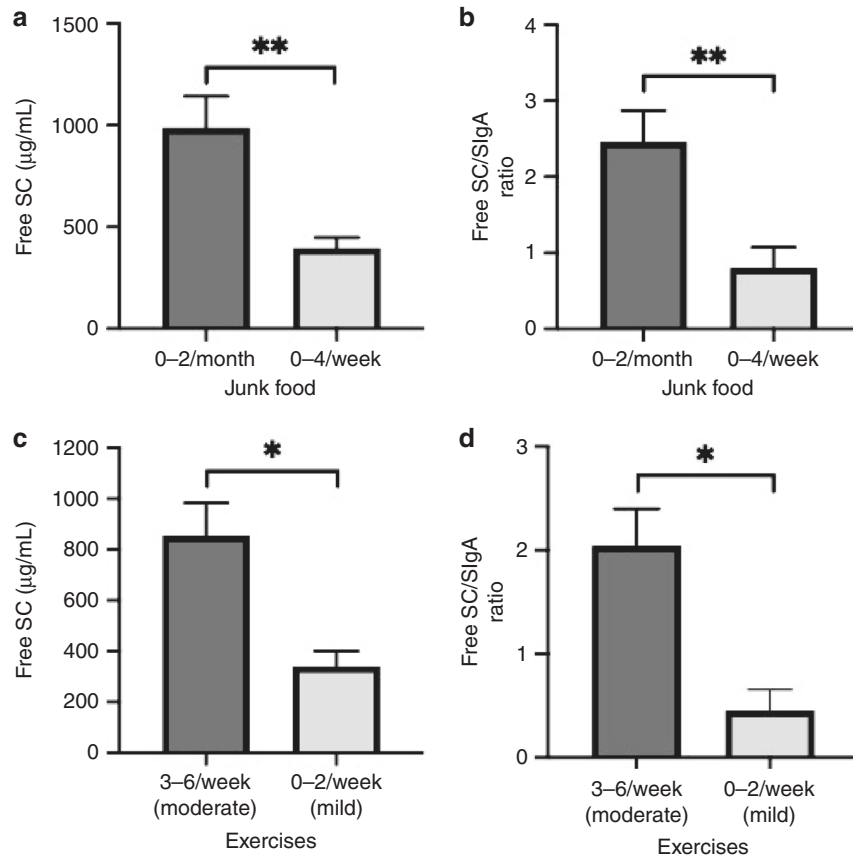 a
1500
1000
500
0
Free SC (μg/mL)
**
0–2/month
0–4/week
Junk food
b
4
3
2
1
0
Free SC/SIgA
ratio
**
0–2/month
0–4/week
Junk food
c
1200
1000
800
600
400
200
0
Free SC (μg/mL)
*
3–6/week
(moderate)
0–2/week
(mild)
Exercises
d
3
2
1
0
Free SC/SIgA
ratio
*
3–6/week
(moderate)
0–2/week
(mild)
Exercises